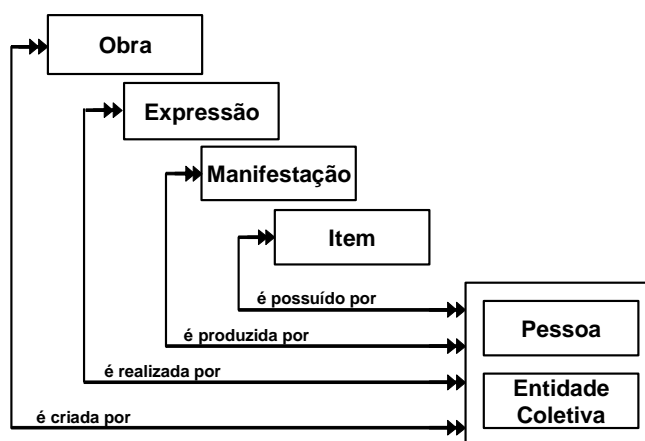 Obra
Expressão
Manifestação
Item
é possuído por
Pessoa
é produzida por
é realizada por
Entidade
Coletiva
é criada por